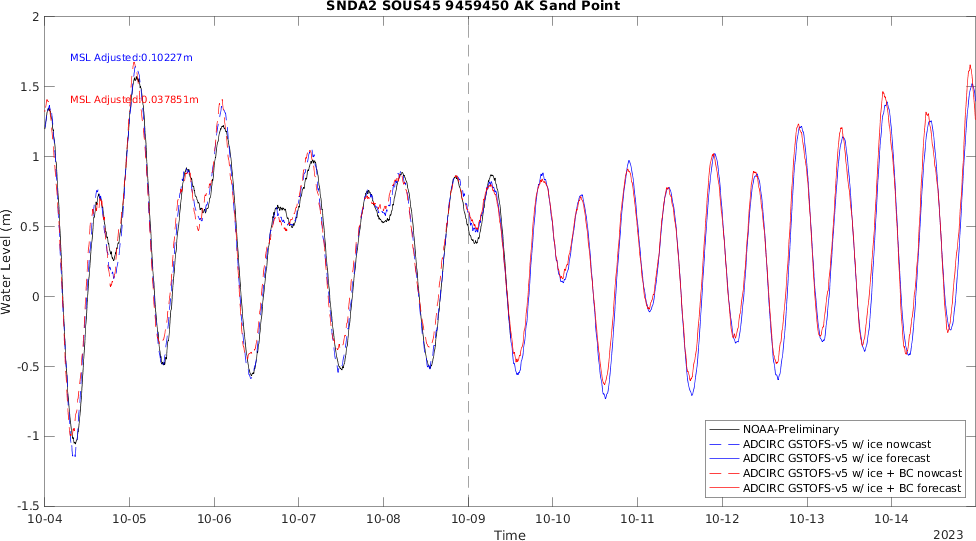 SNDA2 SOUS45 9459450 AK Sand Point
2
MSL Adjusted:0.10227m
1.5
MSL Adjusted:0.037851m
1
0.5
Water Level (m)
0
-0.5
-1
NOAA-Preliminary
ADCIRC GSTOFS-v5 w/ ice nowcast
ADCIRC GSTOFS-v5 w/ ice forecast
ADCIRC GSTOFS-v5 w/ ice + BC nowcast
ADCIRC GSTOFS-v5 w/ ice + BC forecast
-1.5
10-04 10-05 10-06 10-07 10-08 10-09 10-10 10-11 10-12 10-13 10-14
Time
2023